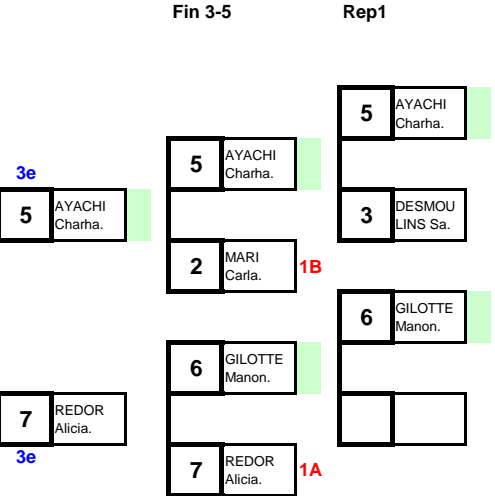 Fin 3-5 Rep1
5 AYACHI
Charha.
5 AYACHI
Charha.
3e
5 AYACHI
Charha.
3 DESMOU
LINS Sa.
2 MARI
Carla. 1B
6 GILOTTE
Manon.
6 GILOTTE
Manon.
7 REDOR
Alicia.
3e
7 REDOR
Alicia. 1A